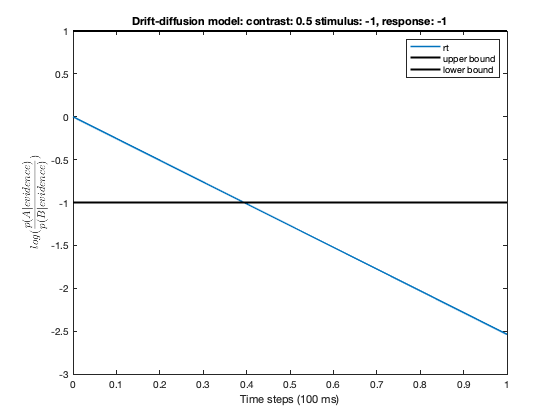 Drift-diffusion model: contrast: 0.5 stimulus: -1, response: -1
rt
upper bound
lower bound
1
0.5
0
-0.5
-1
-1.5
-2
-2.5
-3
log(p(A|evidence)/p(B|evidence))
0 0.1 0.2 0.3 0.4 0.5 0.6 0.7 0.8 0.9 1
Time steps (100 ms)